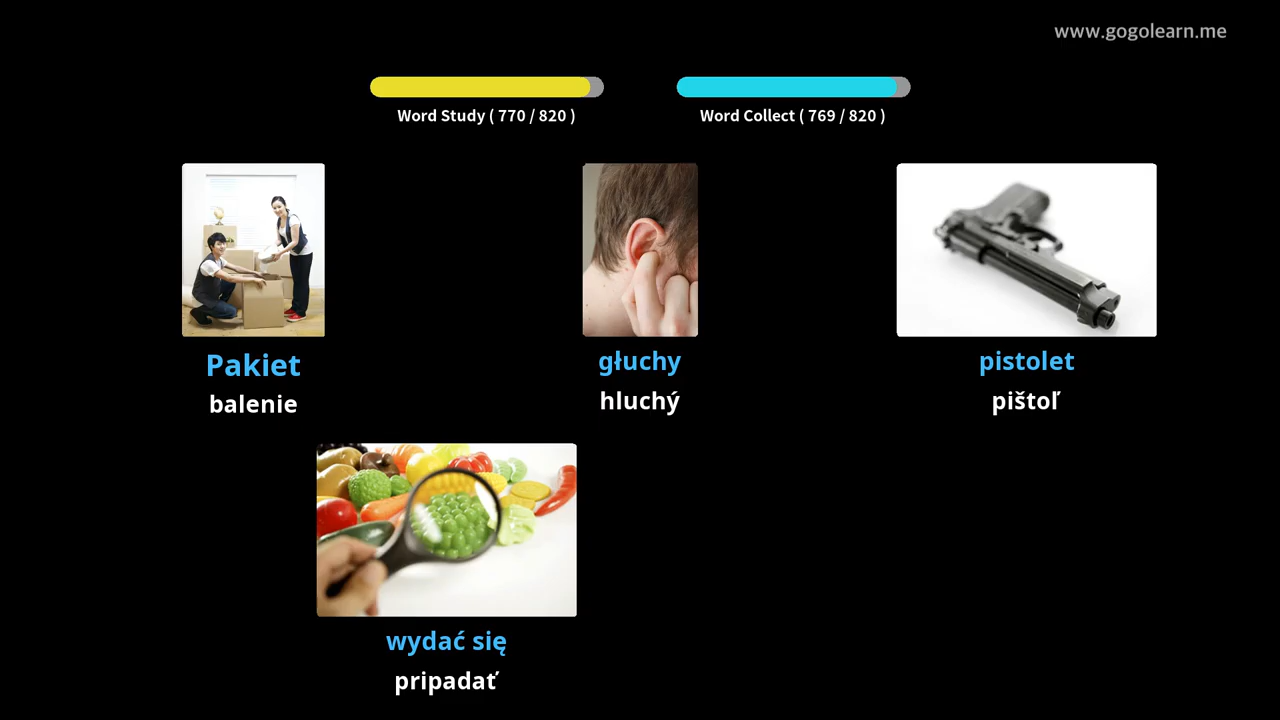 www.gogolearn.me
Word Study ( 770 / 820 )
Word Collect ( 769 / 820 )
Pakiet
balenie
głuchy
hluchý
pistolet
pištoľ
wydać się
pripadať